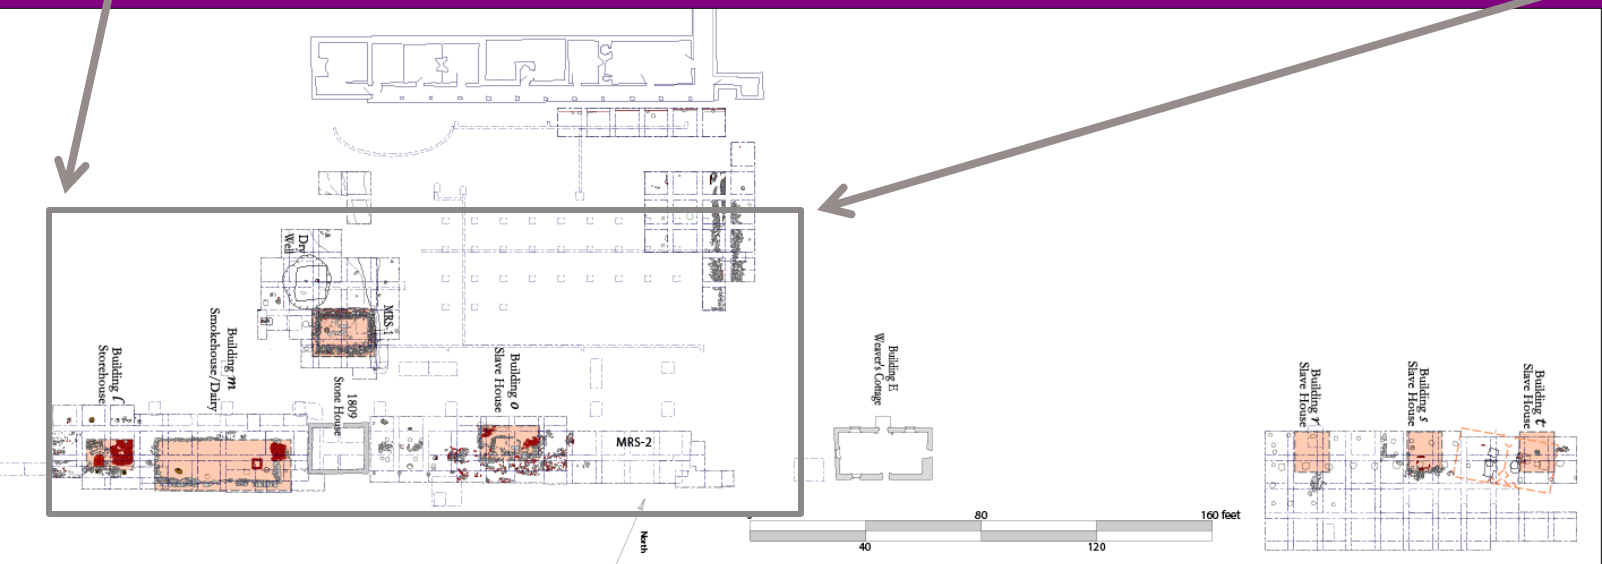 Dry
Well
MRS-1
Building m
Smokehouse/Dairy
Building l
Storehouse
1809
Stone House
Building o
Slave House
MRS-2
Building E
Weaver's Cottage
Building r
Slave House
Building s
Slave House
Building t
Slave House
North
80
160 feet
40
120